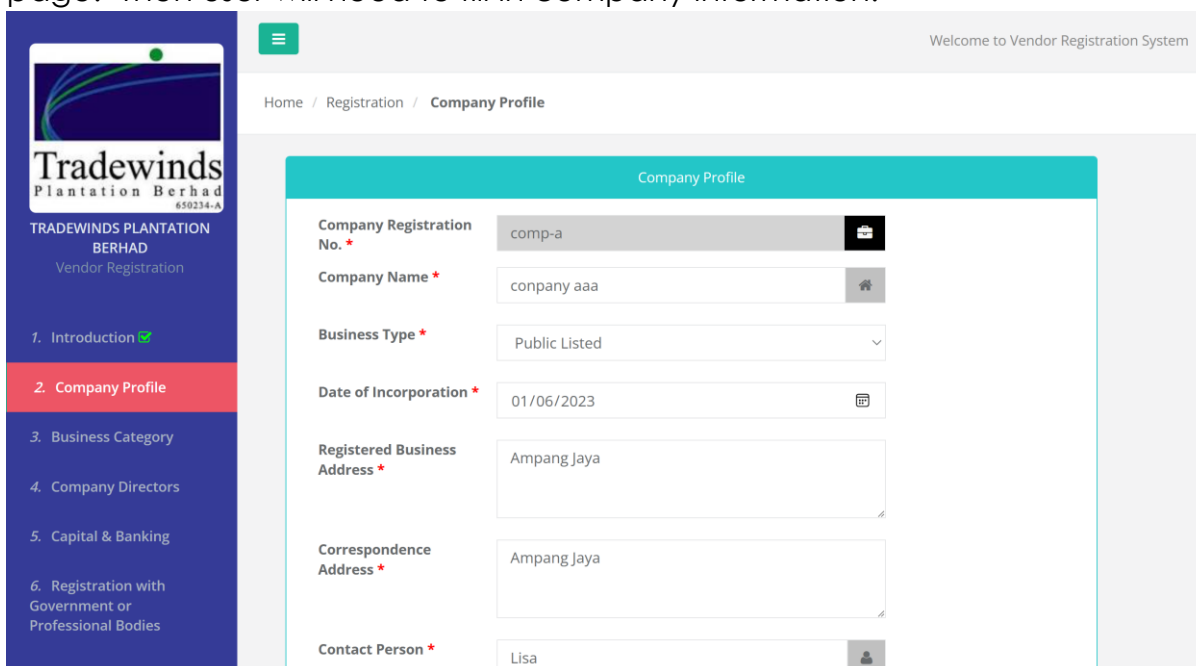 page. Then user will need to fill in Company Information.
Welcome to Vendor Registration System
Home / Registration / Company Profile
Tradewinds
Plantation Berhad
650234-A
TRADEWINDS PLANTATION
BERHAD
Vendor Registration
1. Introduction
2. Company Profile
3. Business Category
4. Company Directors
5. Capital & Banking
6. Registration with
Government or
Professional Bodies
Company Profile
Company Registration
No. *
comp-a
Company Name *
conpany aaa
Business Type *
Public Listed
Date of Incorporation *
01/06/2023
Registered Business
Address *
Ampang Jaya
Correspondence
Address *
Ampang Jaya
Contact Person *
Lisa